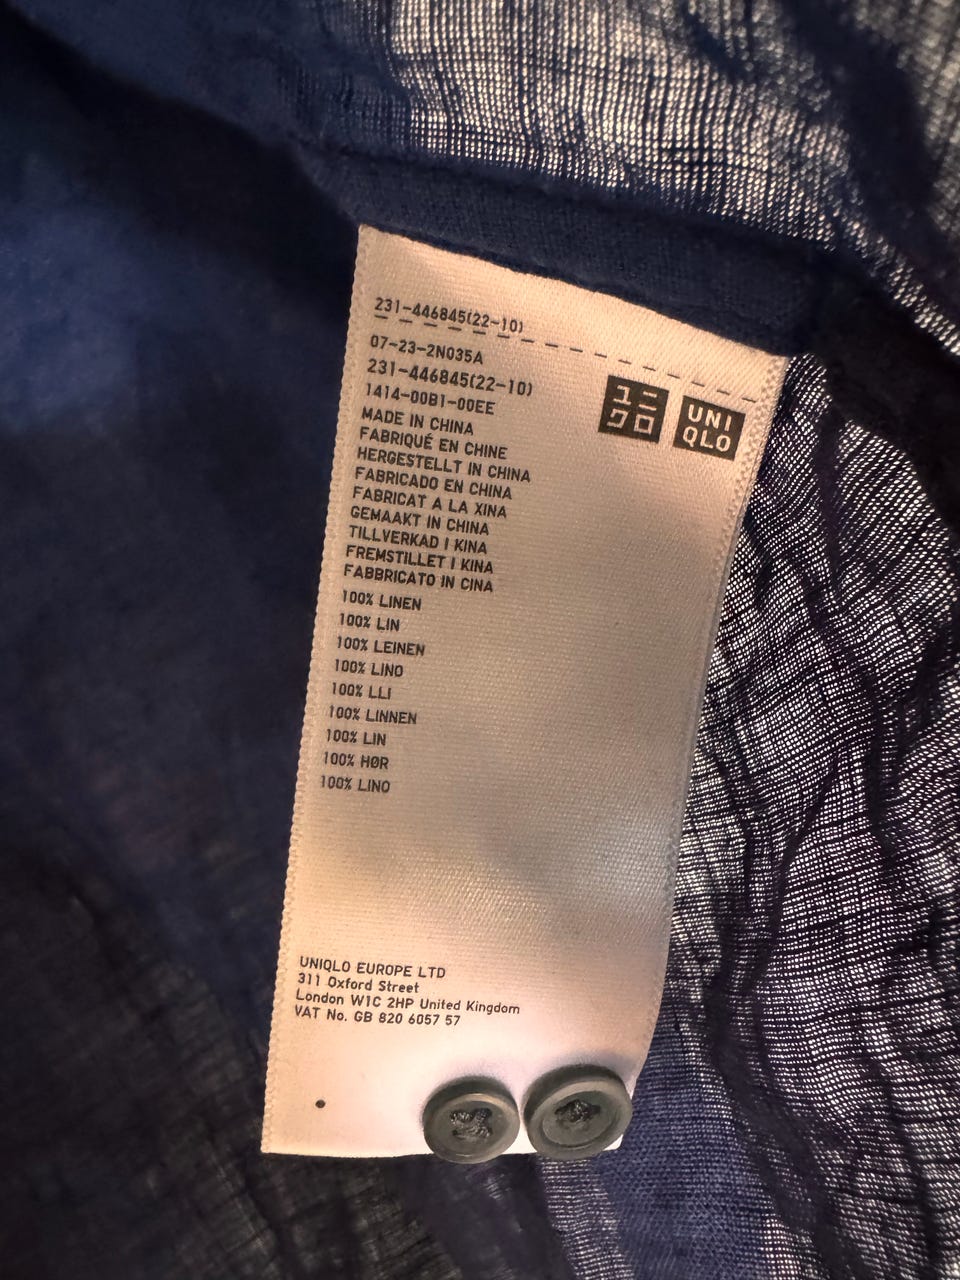 231-446845(22-10)
07-23-2N035A
231-446845(22-10)
1414-00B1-00EE
ユニ
クロ
UNI
QLO
MADE IN CHINA
FABRIQUÉ EN CHINE
HERGESTELLT IN CHINA
FABRICADO EN CHINA
FABRICAT A LA XINA
GEMAAKT IN CHINA
TILLVERKAD I KINA
FREMSTILLET I KINA
FABBRICATO IN CINA
100% LINEN
100% LIN
100% LEINEN
100% LINO
100% LLI
100% LINNEN
100% LIN
100% HØR
100% LINO
UNIQLO EUROPE LTD
311 Oxford Street
London W1C 2HP United Kingdom
VAT No. GB 820 6057 57